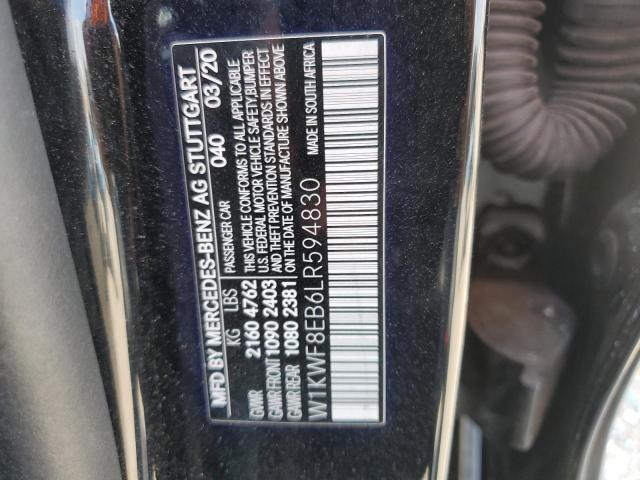 MFD BY MERCEDES-BENZ AG STUTTGART
040 03/20
KG LBS PASSENGER CAR
GVWR 2160 4762 THIS VEHICLE CONFORMS TO ALL APPLICABLE
GAWR FRONT 1090 2403 U.S. FEDERAL MOTOR VEHICLE SAFETY, BUMPER
GAWR REAR 1080 2381 AND THEFT PREVENTION STANDARDS IN EFFECT
ON THE DATE OF MANUFACTURE SHOWN ABOVE
W1KWF8EB6LR594830 MADE IN SOUTH AFRICA